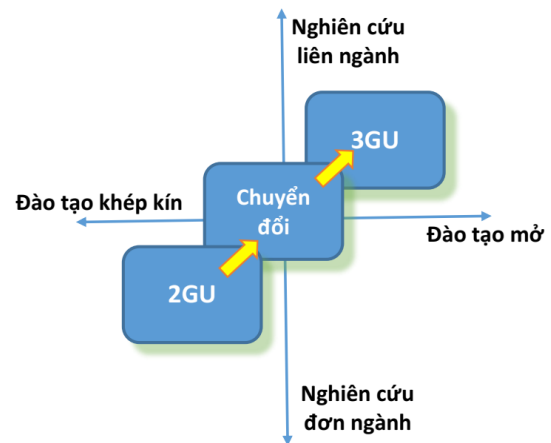 Nghiên cứu
liên ngành
3GU
Chuyển
đổi
Đào tạo khép kín
Đào tạo mở
2GU
Nghiên cứu
đơn ngành